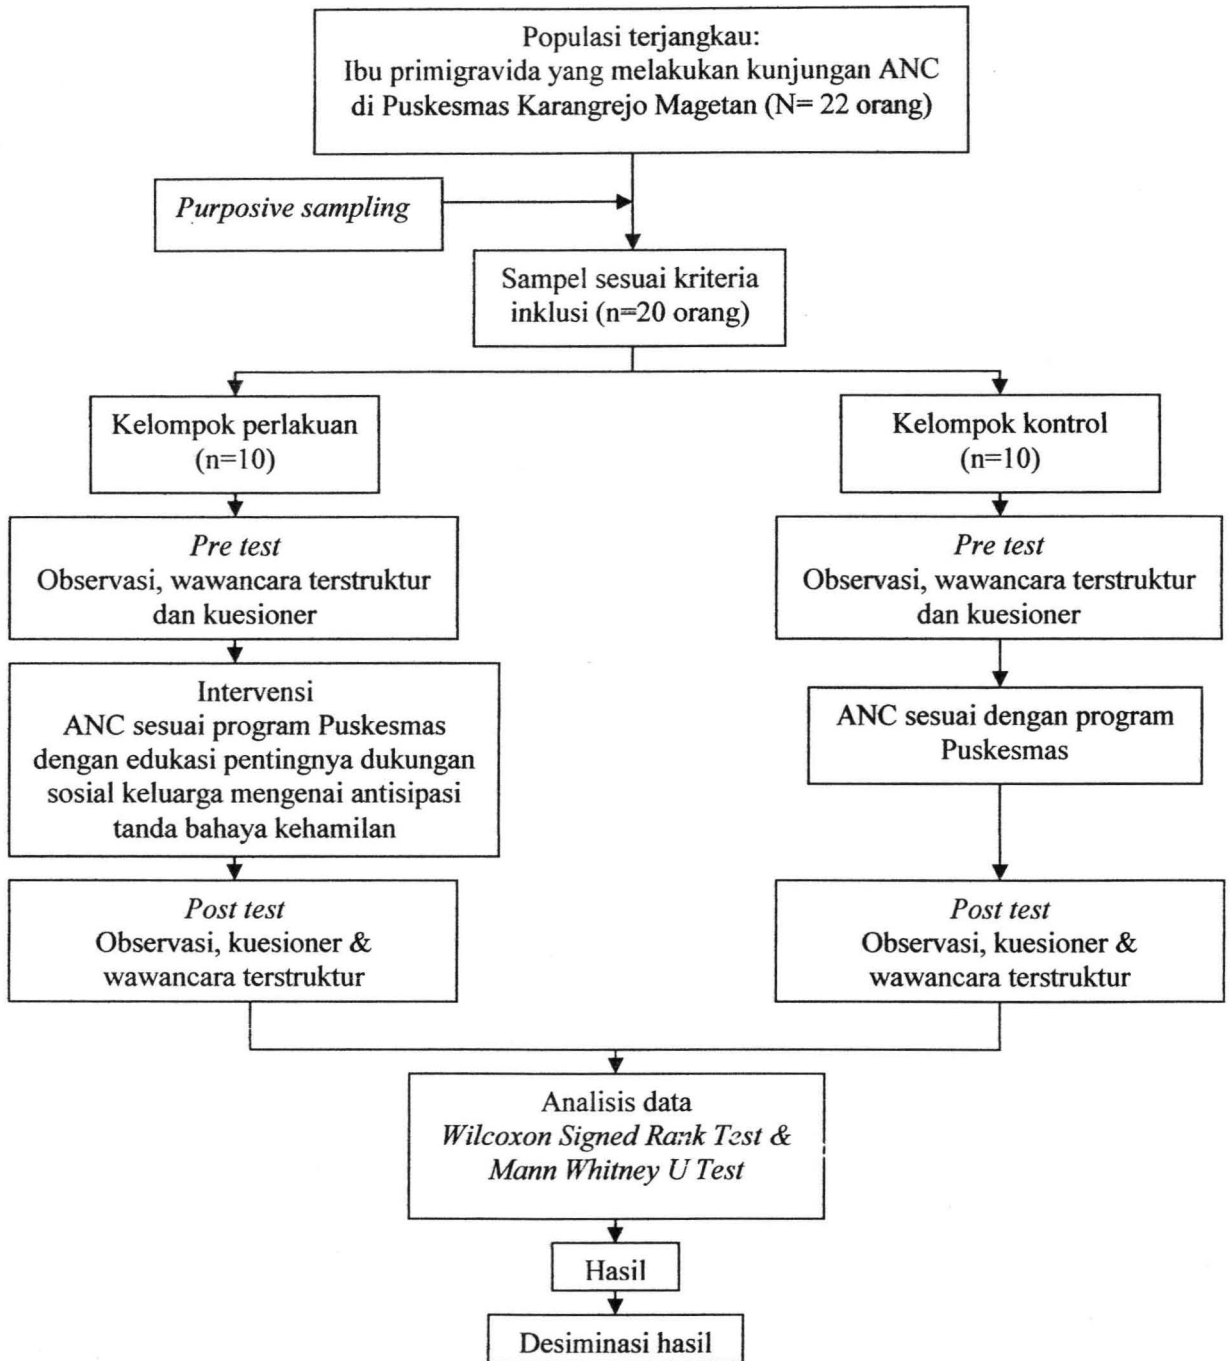 Populasi terjangkau:
Ibu primigravida yang melakukan kunjungan ANC
di Puskesmas Karangrejo Magetan (N= 22 orang)
Purposive sampling
Sampel sesuai kriteria
inklusi (n=20 orang)
Kelompok perlakuan
(n=10)
Kelompok kontrol
(n=10)
Pre test
Observasi, wawancara terstruktur
dan kuesioner
Pre test
Observasi, wawancara terstruktur
dan kuesioner
Intervensi
ANC sesuai program Puskesmas
dengan edukasi pentingnya dukungan
sosial keluarga mengenai antisipasi
tanda bahaya kehamilan
ANC sesuai dengan program
Puskesmas
Post test
Observasi, kuesioner &
wawancara terstruktur
Post test
Observasi, kuesioner &
wawancara terstruktur
Analisis data
Wilcoxon Signed Rank Test &
Mann Whitney U Test
Hasil
Desiminasi hasil